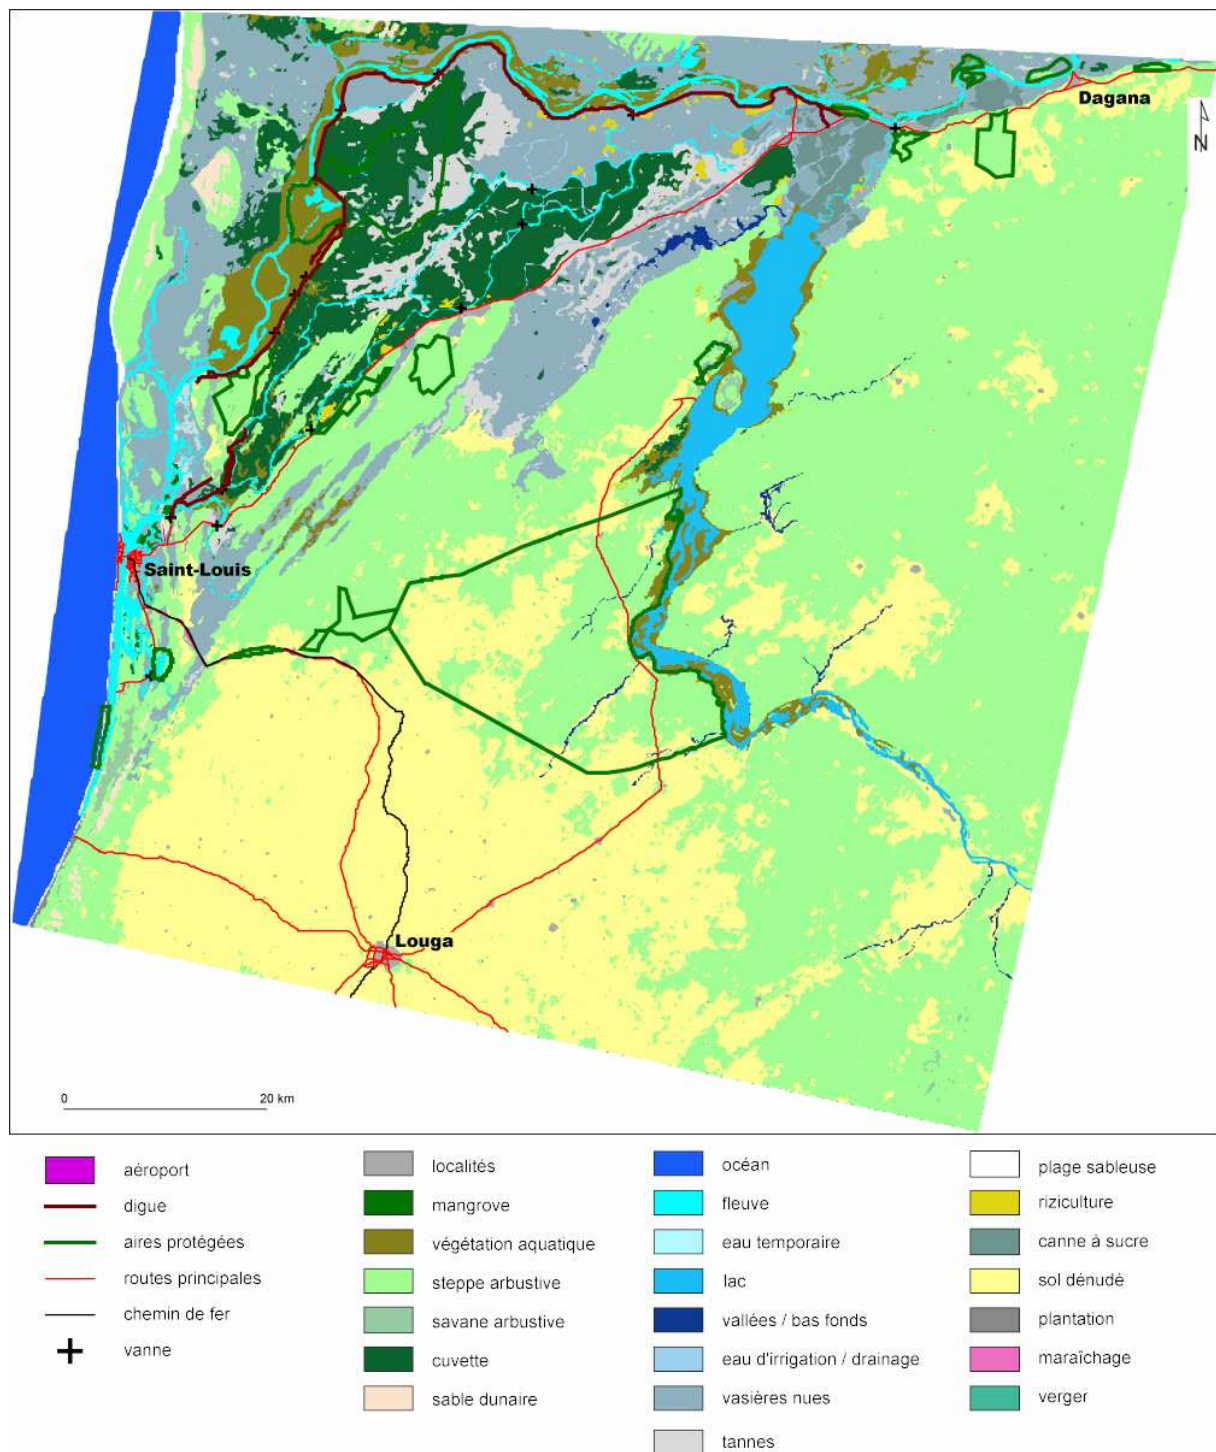 Dagana
N
Saint-Louis
Louga
0 20 km
aéroport
digue
aires protégées
routes principales
chemin de fer
vanne
localités
mangrove
végétation aquatique
steppe arbustive
savane arbustive
cuvette
sable dunaire
océan
fleuve
eau temporaire
lac
vallées / bas fonds
eau d'irrigation / drainage
vasières nues
tannes
plage sableuse
riziculture
canne à sucre
sol dénudé
plantation
maraîchage
verger